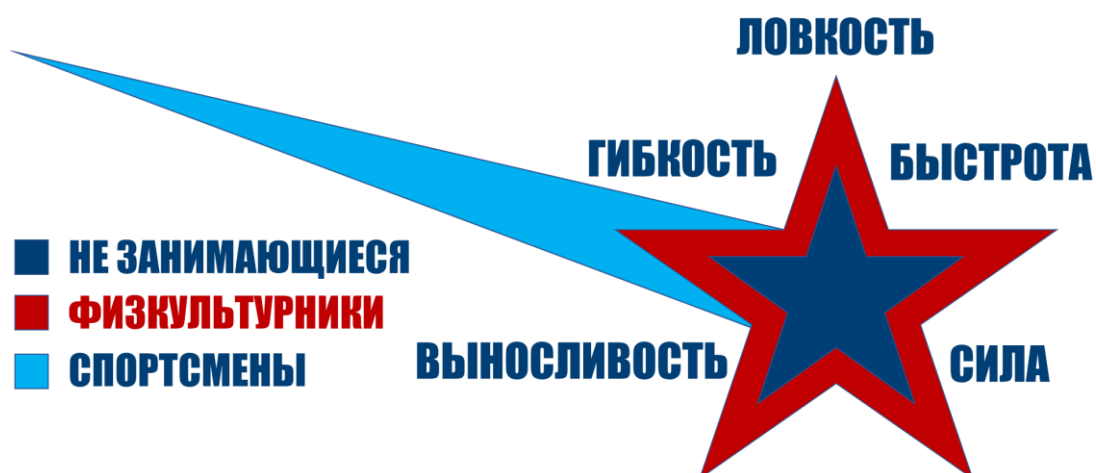 ЛОВКОСТЬ
ГИБКОСТЬ
БЫСТРОТА
НЕ ЗАНИМАЮЩИЕСЯ
ФИЗКУЛЬТУРНИКИ
СПОРТСМЕНЫ
ВЫНОСЛИВОСТЬ
СИЛА